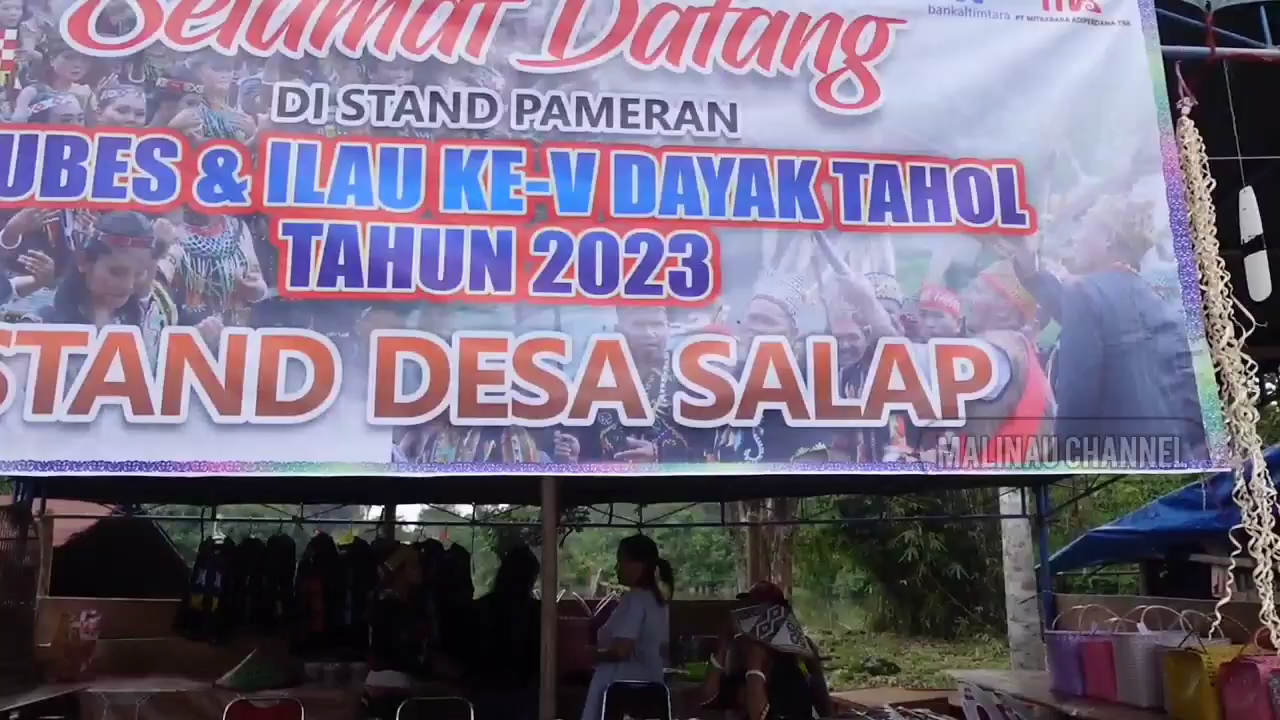 Selamat Datang
bankaltimtara
PT MITRABARA ADIPERDANA TBK
DI STAND PAMERAN
UBES & ILAU KE-V DAYAK TAHOL
TAHUN 2023
STAND DESA SALAP
MALINAU CHANNEL